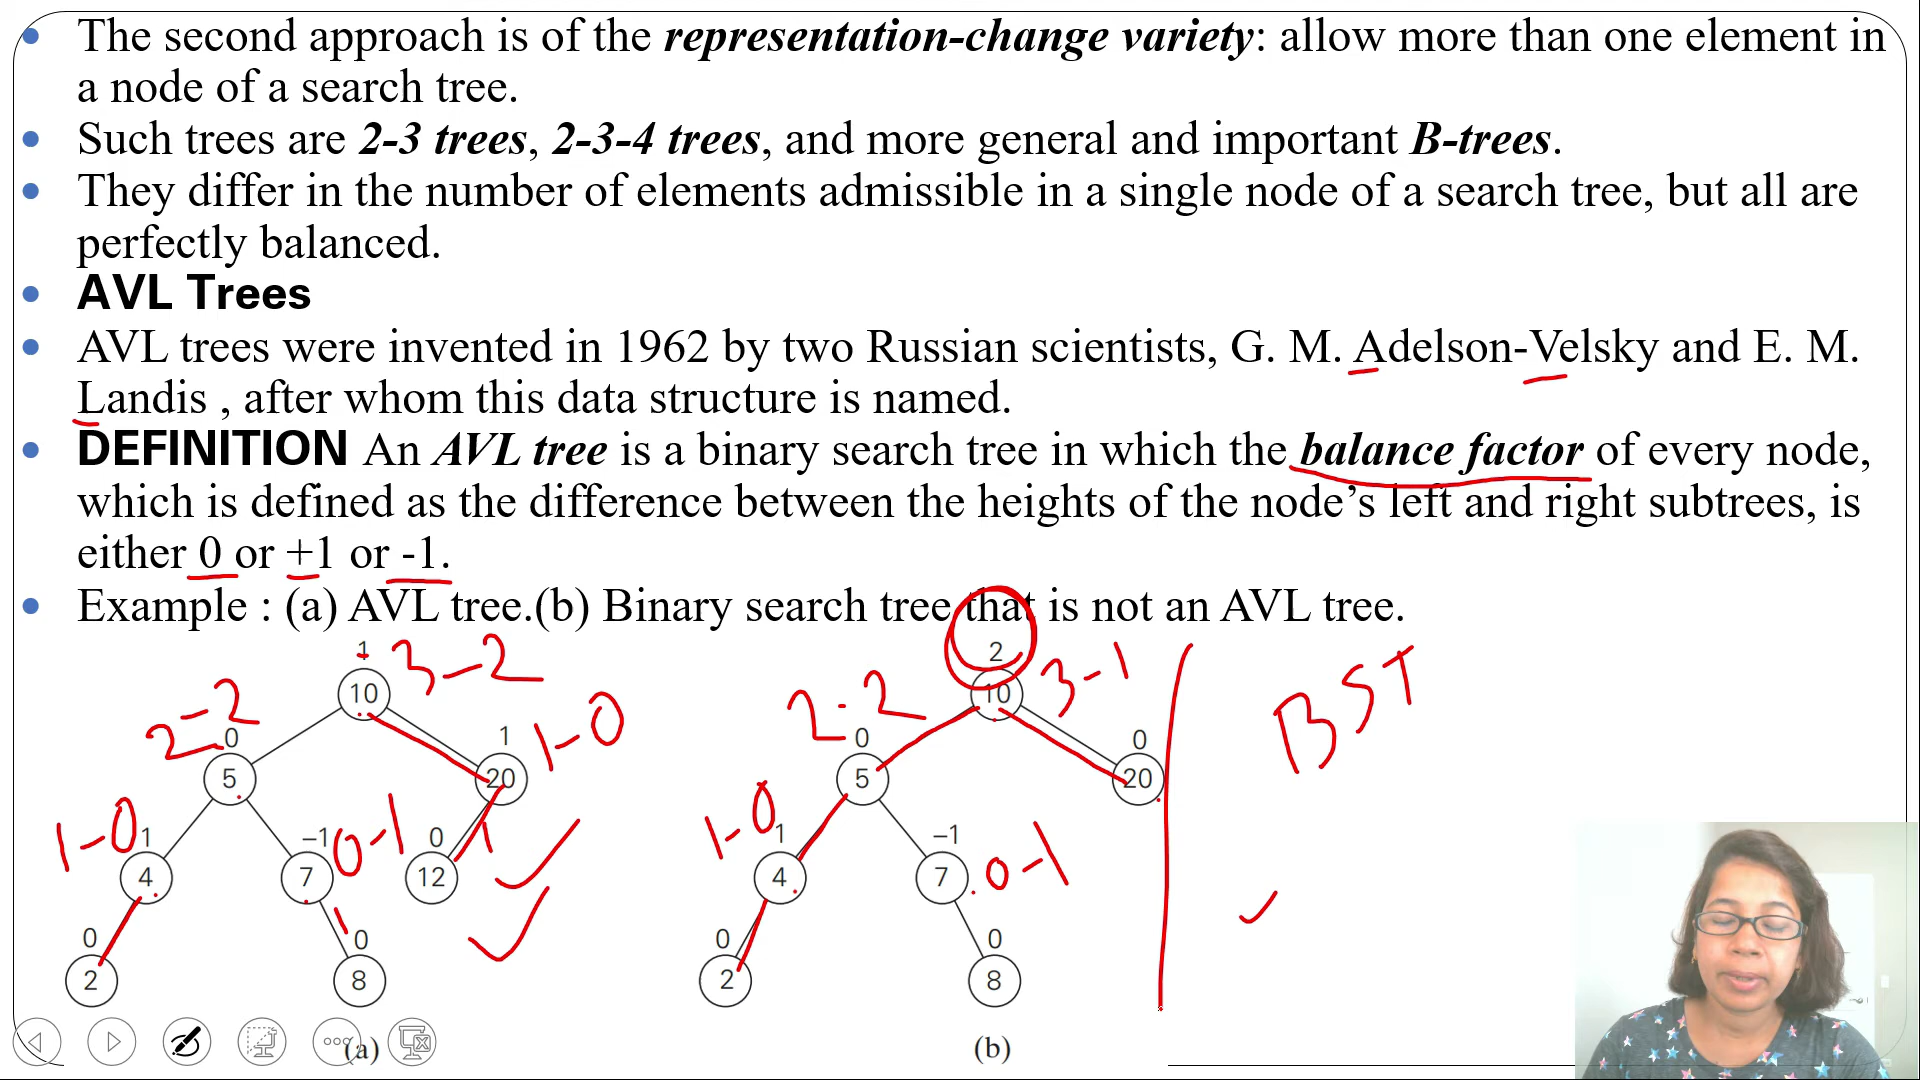 The second approach is of the representation-change variety: allow more than one element in
a node of a search tree.
Such trees are 2-3 trees, 2-3-4 trees, and more general and important B-trees.
They differ in the number of elements admissible in a single node of a search tree, but all are
perfectly balanced.
AVL Trees
AVL trees were invented in 1962 by two Russian scientists, G. M. Adelson-Velsky and E. M.
Landis , after whom this data structure is named.
DEFINITION An AVL tree is a binary search tree in which the balance factor of every node,
which is defined as the difference between the heights of the node's left and right subtrees, is
either 0 or +1 or -1.
Example : (a) AVL tree.(b) Binary search tree that is not an AVL tree.
1 3-2 2 3-1 BST
10 10
2-2 0 1 1-0 2-2 0 0
5 20 5 20
1-0 1 -1 0-1 0 1 1-0 1 -1 0-1
4 7 12 4 7
0 0 0 0
2 8 2 8
(a) (b)